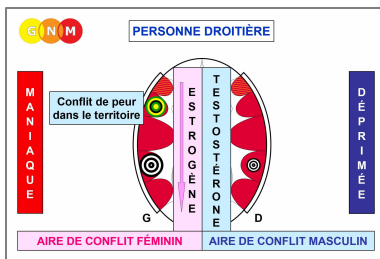 GNM
PERSONNE DROITIÈRE
MANIAQUE
Conflit de peur
dans le territoire
ESTROGÈNE
TESTOSTÉRONE
DÉPRIMÉE
G
D
AIRE DE CONFLIT FÉMININ
AIRE DE CONFLIT MASCULIN